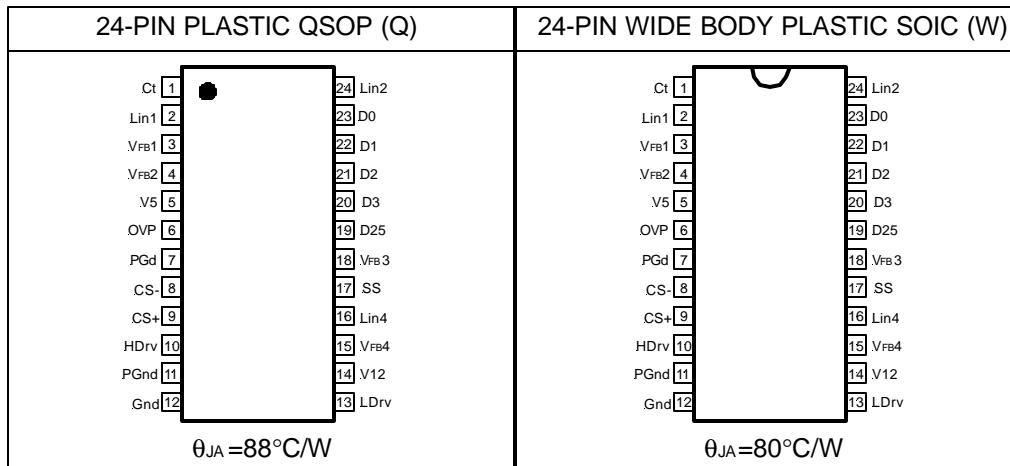 24-PIN PLASTIC QSOP (Q)
Ct 1
Lin1 2
VFB1 3
VFB2 4
V5 5
OVP 6
PGd 7
CS- 8
CS+ 9
HDrv 10
PGnd 11
Gnd 12
24 Lin2
23 D0
22 D1
21 D2
20 D3
19 D25
18 VFB3
17 SS
16 Lin4
15 VFB4
14 V12
13 LDrv
θJA =88°C/W
24-PIN WIDE BODY PLASTIC SOIC (W)
Ct 1
Lin1 2
VFB1 3
VFB2 4
V5 5
OVP 6
PGd 7
CS- 8
CS+ 9
HDrv 10
PGnd 11
Gnd 12
24 Lin2
23 D0
22 D1
21 D2
20 D3
19 D25
18 VFB3
17 SS
16 Lin4
15 VFB4
14 V12
13 LDrv
θJA =80°C/W